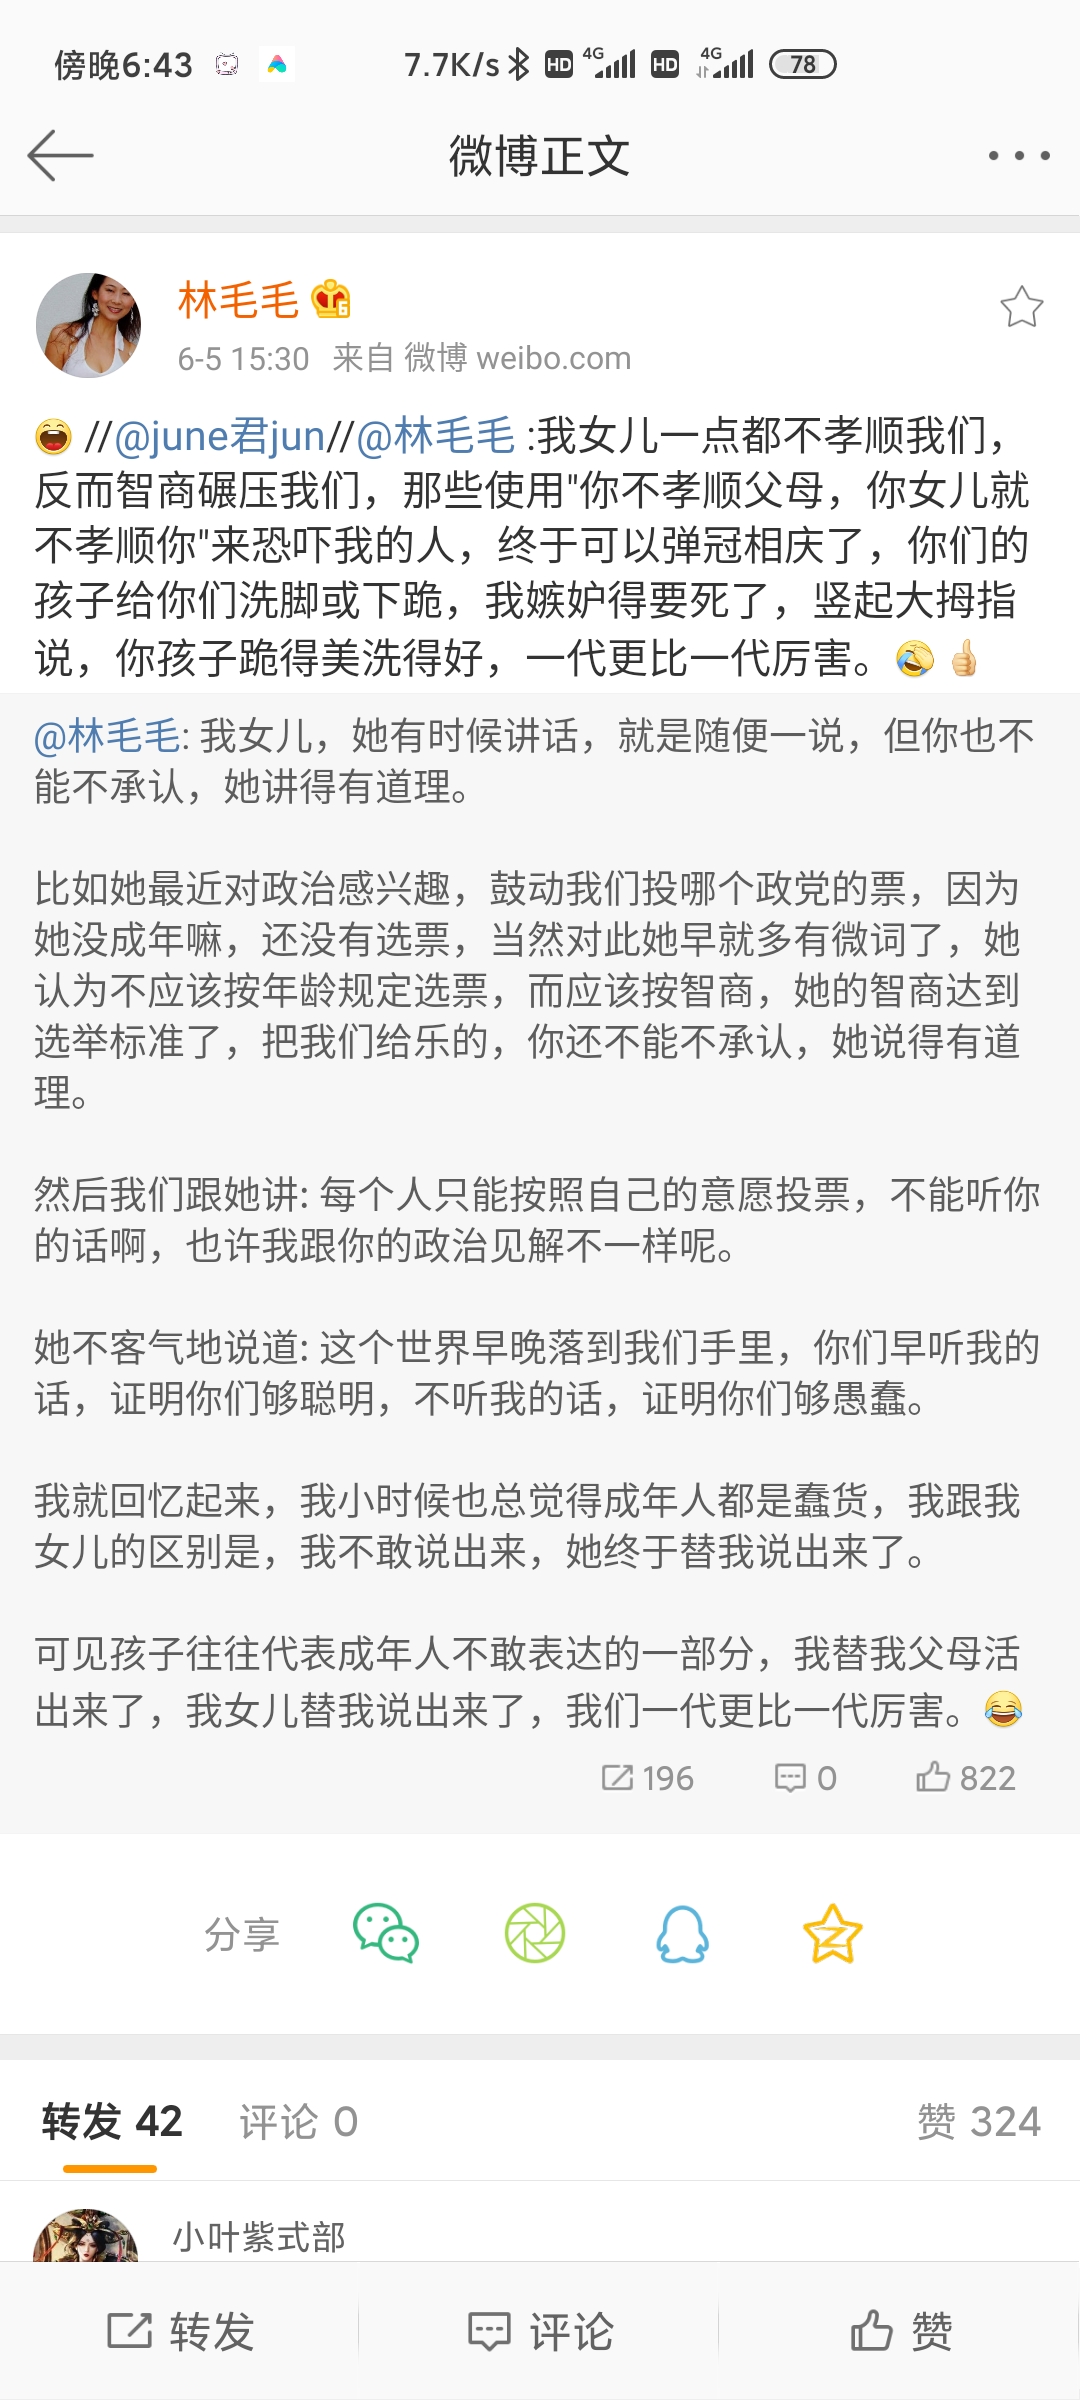 傍晚6:43 7.7K/s HD 4G HD 4G 78
微博正文
林毛毛 6
6-5 15:30 来自 微博 weibo.com
//@june君jun//@林毛毛 :我女儿一点都不孝顺我们，
反而智商碾压我们，那些使用"你不孝顺父母，你女儿就
不孝顺你"来恐吓我的人，终于可以弹冠相庆了，你们的
孩子给你们洗脚或下跪，我嫉妒得要死了，竖起大拇指
说，你孩子跪得美洗得好，一代更比一代厉害。
@林毛毛: 我女儿，她有时候讲话，就是随便一说，但你也不
能不承认，她讲得有道理。
比如她最近对政治感兴趣，鼓动我们投哪个政党的票，因为
她没成年嘛，还没有选票，当然对此她早就多有微词了，她
认为不应该按年龄规定选票，而应该按智商，她的智商达到
选举标准了，把我们给乐的，你还不能不承认，她说得有道
理。
然后我们跟她讲: 每个人只能按照自己的意愿投票，不能听你
的话啊，也许我跟你的政治见解不一样呢。
她不客气地说道: 这个世界早晚落到我们手里，你们早听我的
话，证明你们够聪明，不听我的话，证明你们够愚蠢。
我就回忆起来，我小时候也总觉得成年人都是蠢货，我跟我
女儿的区别是，我不敢说出来，她终于替我说出来了。
可见孩子往往代表成年人不敢表达的一部分，我替我父母活
出来了，我女儿替我说出来了，我们一代更比一代厉害。
196 0 822
分享
转发 42 评论 0 赞 324
小叶紫式部
转发 评论 赞